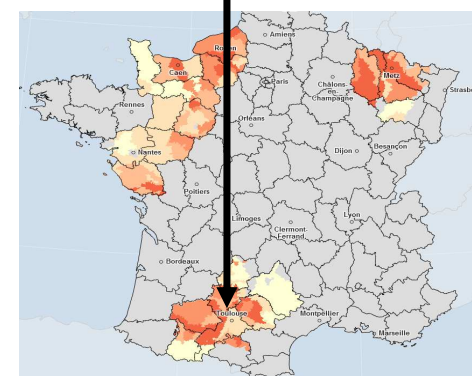 Amiens
Rouen
Caen
Metz
Paris
Châlons-
en-
Champagne
Strasbo
Rennes
Orléans
Nantes
Dijon
Besançon
Poitiers
Limoges
Clermont-
Ferrand
Lyon
Bordeaux
Toulouse
Montpellier
Marseille